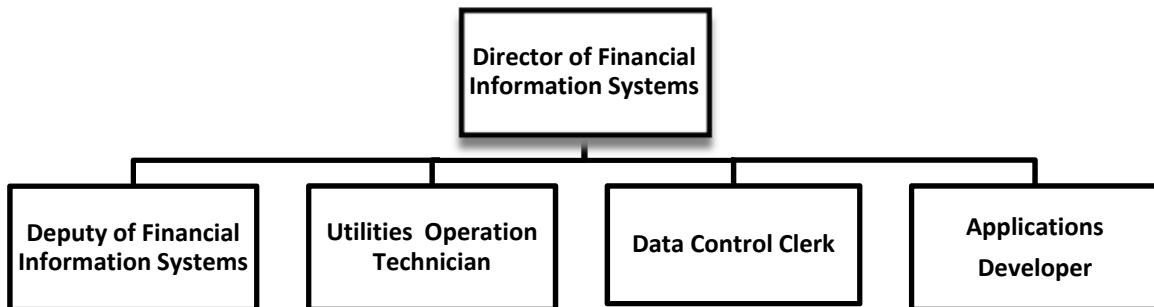 Director of Financial
Information Systems
Deputy of Financial
Information Systems
Utilities Operation
Technician
Data Control Clerk
Applications
Developer